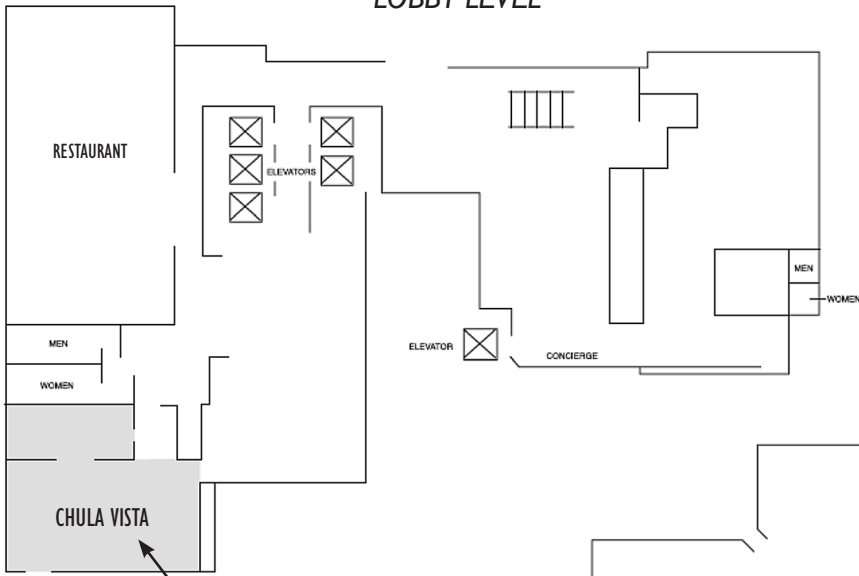 LOBBY LEVEL
RESTAURANT
ELEVATORS
MEN
WOMEN
MEN
WOMEN
ELEVATOR
CONCIERGE
CHULA VISTA